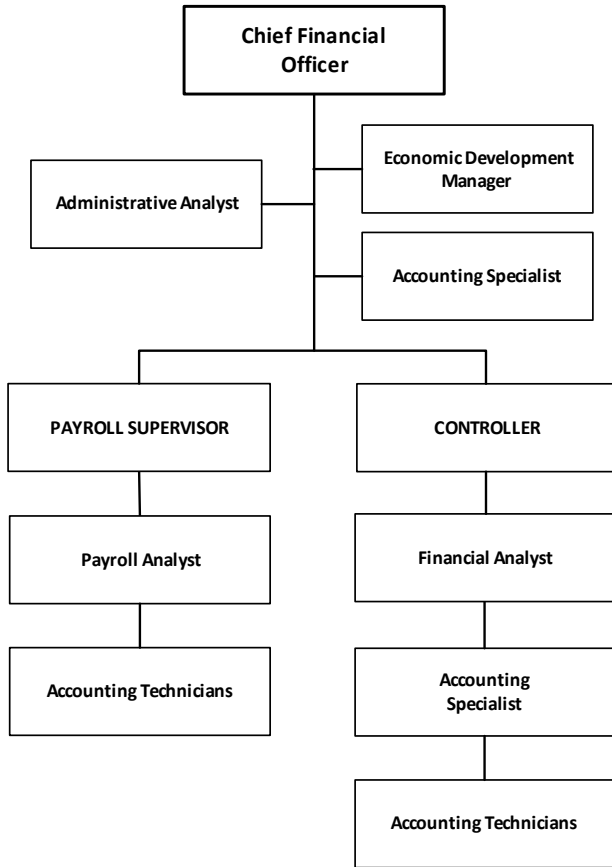 Chief Financial
Officer
Economic Development
Manager
Administrative Analyst
Accounting Specialist
PAYROLL SUPERVISOR
CONTROLLER
Payroll Analyst
Financial Analyst
Accounting Technicians
Accounting
Specialist
Accounting Technicians